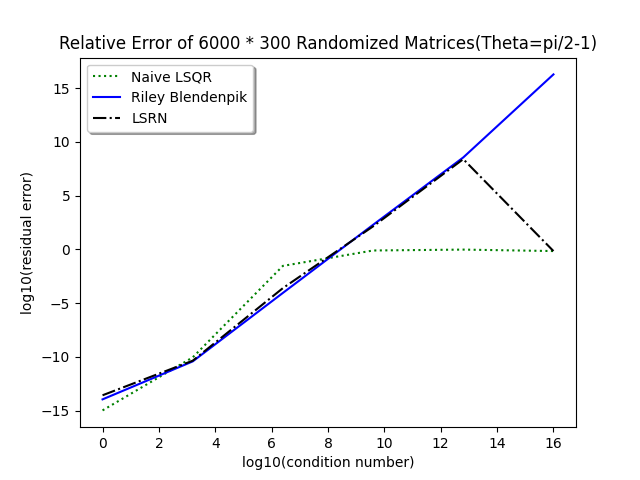 Relative Error of 6000 * 300 Randomized Matrices(Theta=pi/2-1)
Naive LSQR
Riley Blendenpik
LSRN
log10(residual error)
15
10
5
0
−5
−10
−15
0 2 4 6 8 10 12 14 16
log10(condition number)